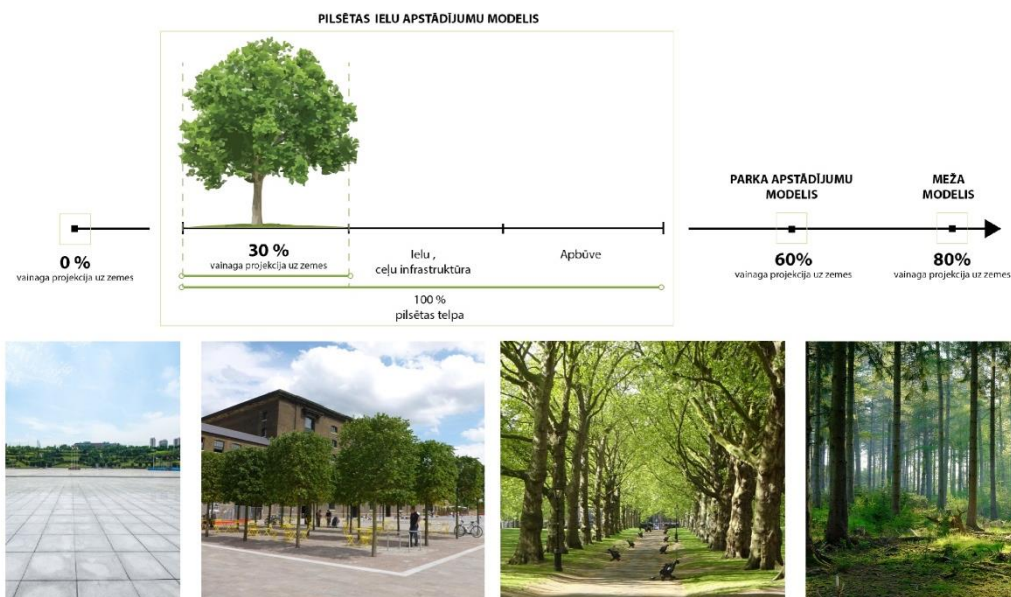 PILSĒTAS IELU APSTĀDĪJUMU MODELIS
PARKA APSTĀDĪJUMU
MODELIS
MEŽA
MODELIS
0 %
vainaga projekcija uz zemes
30 %
vainaga projekcija uz zemes
Ielu ,
ceļu infrastruktūra
Apbūve
60%
vainaga projekcija uz zemes
80%
vainaga projekcija uz zemes
100 %
pilsētas telpa